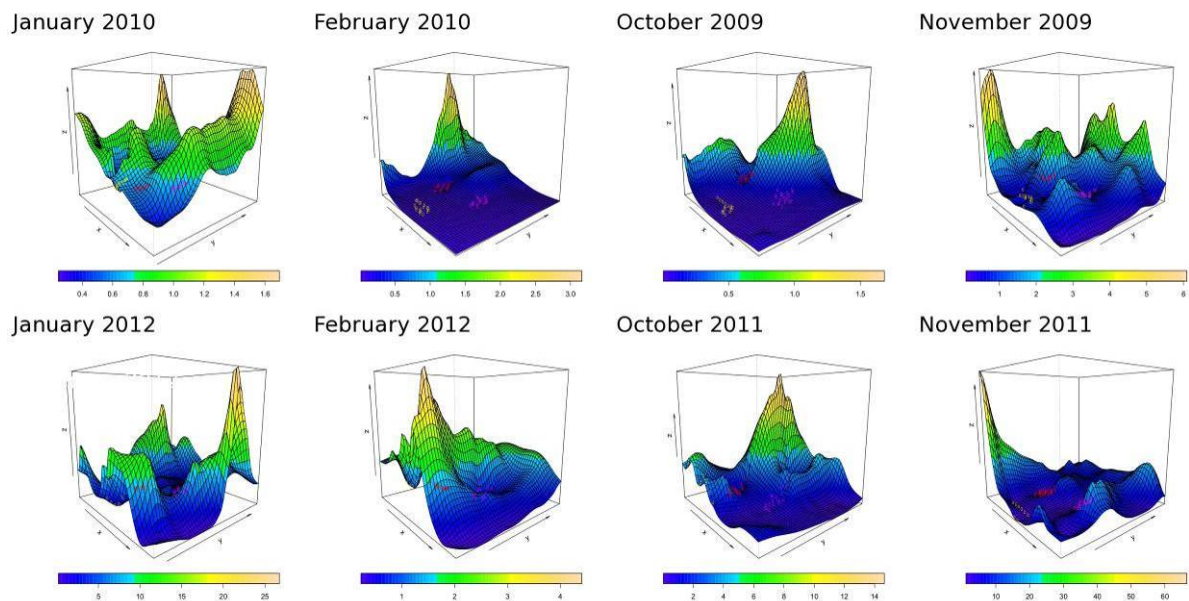 January 2010
February 2010
October 2009
November 2009
z
x
y
z
x
y
z
x
y
z
x
y
0.4 0.6 0.8 1.0 1.2 1.4 1.6
0.5 1.0 1.5 2.0 2.5 3.0
0.5 1.0 1.5
1 2 3 4 5 6
January 2012
February 2012
October 2011
November 2011
z
x
y
z
x
y
z
x
y
z
x
y
5 10 15 20 25
1 2 3 4
2 4 6 8 10 12 14
10 20 30 40 50 60